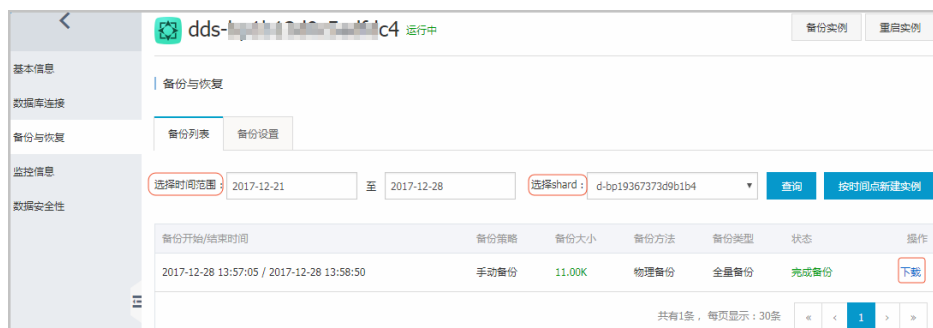 dds-
c4 运行中
备份实例
重启实例
基本信息
数据库连接
备份与恢复
监控信息
数据安全性
备份与恢复
备份列表
备份设置
选择时间范围：
2017-12-21
至
2017-12-28
选择shard：
d-bp19367373d9b1b4
查询
按时间点新建实例
备份开始/结束时间
备份策略
备份大小
备份方法
备份类型
状态
操作
2017-12-28 13:57:05 / 2017-12-28 13:58:50
手动备份
11.00K
物理备份
全量备份
完成备份
下载
共有1条，每页显示：30条
«
‹
1
›
»